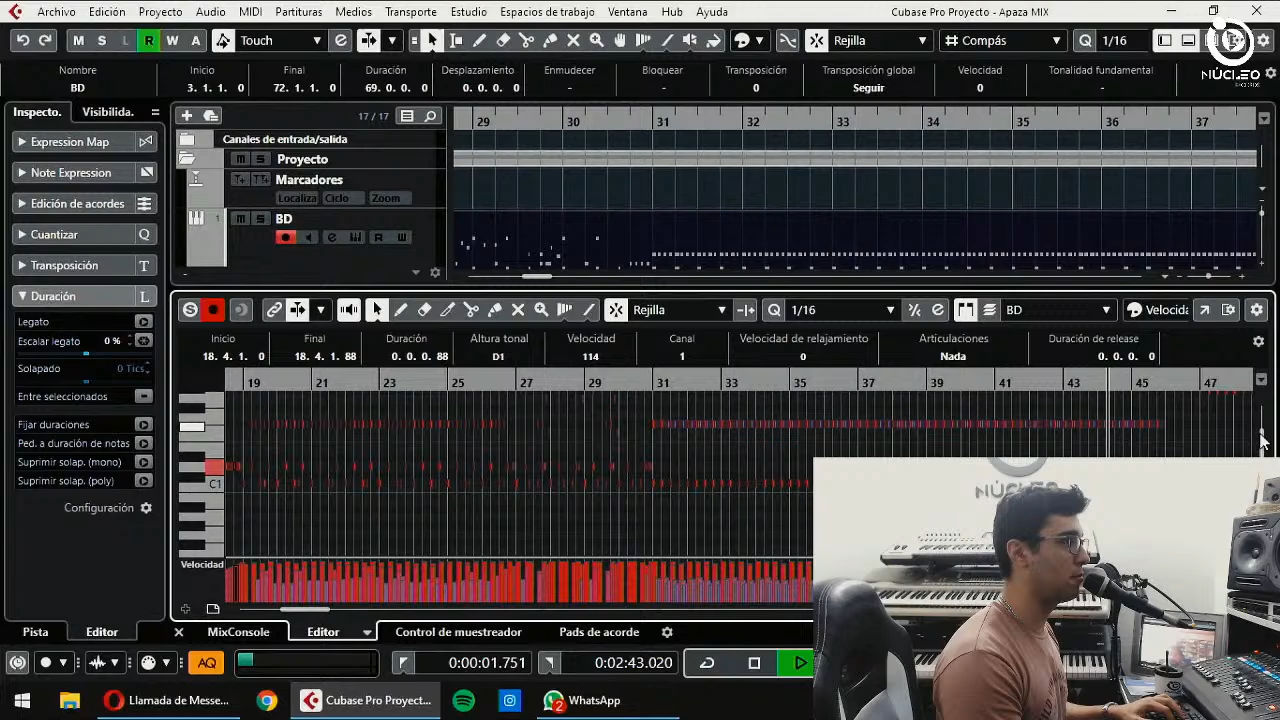 Archivo Edición Proyecto Audio MIDI Partituras Medios Transporte Estudio Espacios de trabajo Ventana Hub Ayuda Cubase Pro Proyecto - Apaza MIX
M S L R W A Touch Rejilla Compás Q 1/16
NÚCLEO
Nombre Inicio Final Duración Desplazamiento Enmudecer Bloquear Transposición Transposición global Velocidad Tonalidad fundamental
BD 3. 1. 1. 0 72. 1. 1. 0 69. 0. 0. 0 0. 0. 0. 0 - - 0 Seguir 0 -
Inspecto. Visibilida. 17 / 17 29 30 31 32 33 34 35 36 37
Expression Map Canales de entrada/salida
Note Expression Proyecto
Edición de acordes Marcadores
Localiza Ciclo Zoom
Cuantizar Q 1 BD
Transposición T
Duración L
Legato Rejilla Q 1/16 BD Velocida
Escalar legato 0 % Inicio Final Duración Altura tonal Velocidad Canal Velocidad de relajamiento Articulaciones Duración de release
18. 4. 1. 0 18. 4. 1. 88 0. 0. 0. 88 D1 114 1 0 Nada 0. 0. 0. 0
Solapado 0 Tics
Entre seleccionados 19 21 23 25 27 29 31 33 35 37 39 41 43 45 47
Fijar duraciones
Ped. a duración de notas
Suprimir solap. (mono)
Suprimir solap. (poly) C1
Configuración
NÚCLEO
Velocidad
Pista Editor MixConsole Editor Control de muestreador Pads de acorde
AQ 0:00:01.751 0:02:43.020
Llamada de Messe... Cubase Pro Proyect... WhatsApp
2